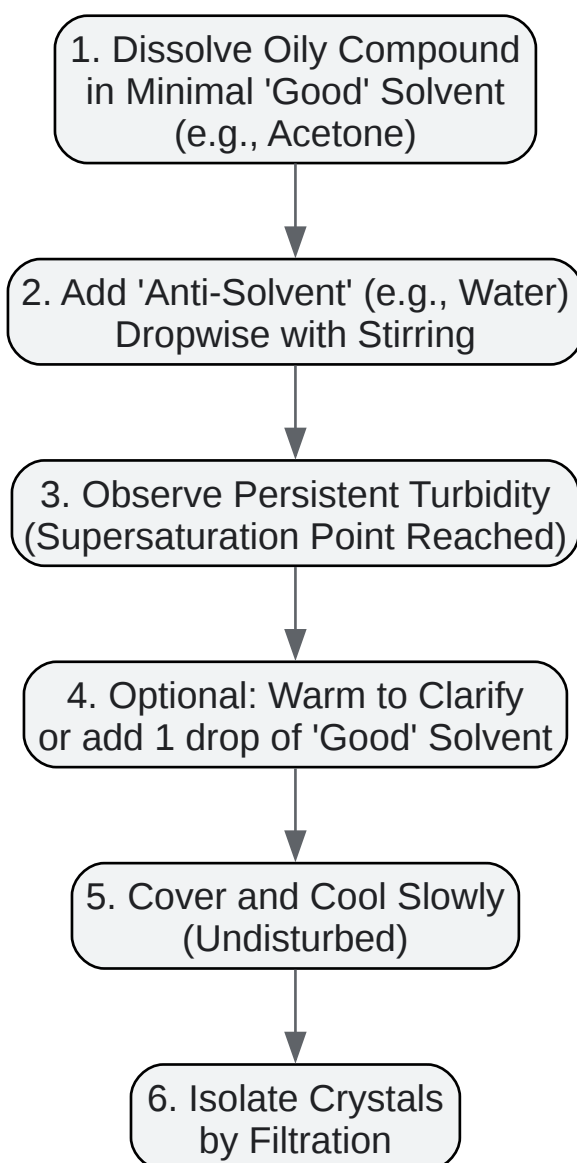 1. Dissolve Oily Compound
in Minimal 'Good' Solvent
(e.g., Acetone)
2. Add 'Anti-Solvent' (e.g., Water)
Dropwise with Stirring
3. Observe Persistent Turbidity
(Supersaturation Point Reached)
4. Optional: Warm to Clarify
or add 1 drop of 'Good' Solvent
5. Cover and Cool Slowly
(Undisturbed)
6. Isolate Crystals
by Filtration